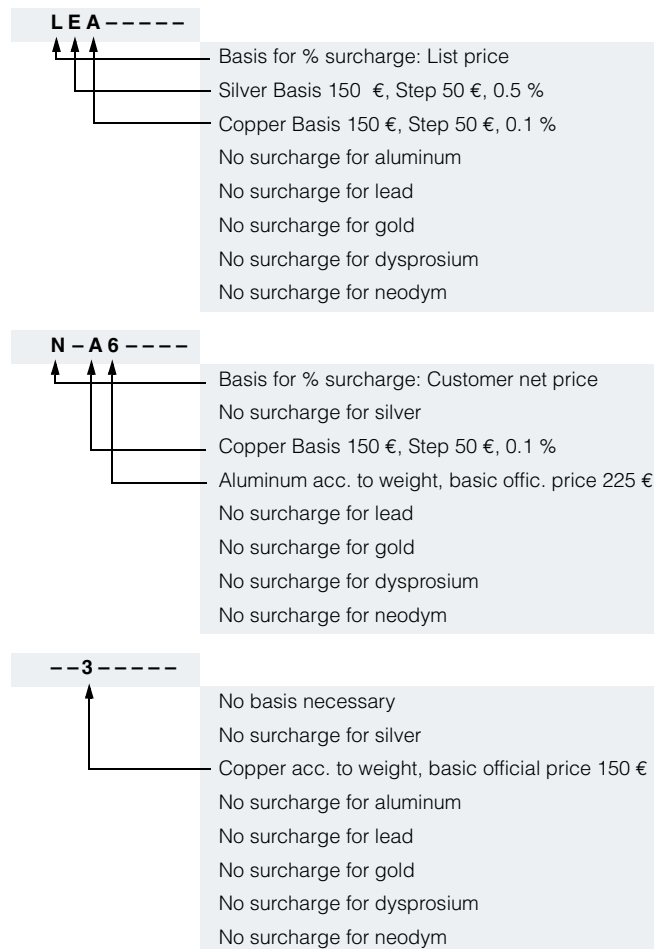 L E A – – – – –
Basis for % surcharge: List price
Silver Basis 150 €, Step 50 €, 0.5 %
Copper Basis 150 €, Step 50 €, 0.1 %
No surcharge for aluminum
No surcharge for lead
No surcharge for gold
No surcharge for dysprosium
No surcharge for neodym
N – A 6 – – – –
Basis for % surcharge: Customer net price
No surcharge for silver
Copper Basis 150 €, Step 50 €, 0.1 %
Aluminum acc. to weight, basic offic. price 225 €
No surcharge for lead
No surcharge for gold
No surcharge for dysprosium
No surcharge for neodym
– – 3 – – – – –
No basis necessary
No surcharge for silver
Copper acc. to weight, basic official price 150 €
No surcharge for aluminum
No surcharge for lead
No surcharge for gold
No surcharge for dysprosium
No surcharge for neodym